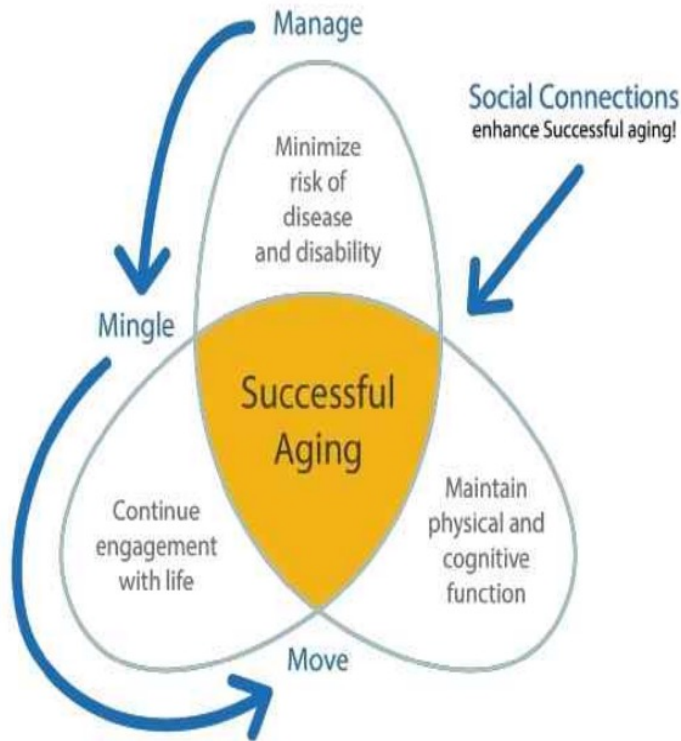 Manage
Social Connections
enhance Successful aging!
Minimize
risk of
disease
and disability
Mingle
Successful
Aging
Continue
engagement
with life
Maintain
physical and
cognitive
function
Move